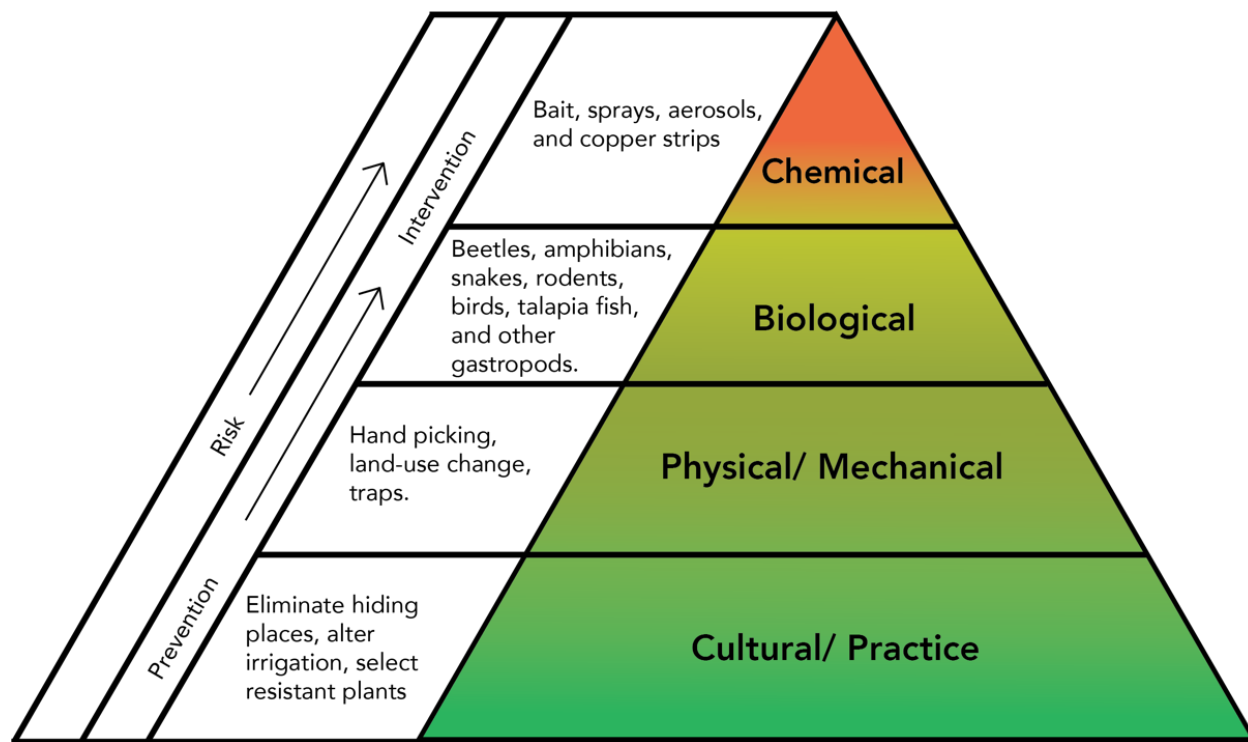 Bait, sprays, aerosols,
and copper strips
Chemical
Intervention
Beetles, amphibians,
snakes, rodents,
birds, talapia fish,
and other
gastropods.
Biological
Risk
Hand picking,
land-use change,
traps.
Physical/ Mechanical
Prevention
Eliminate hiding
places, alter
irrigation, select
resistant plants
Cultural/ Practice